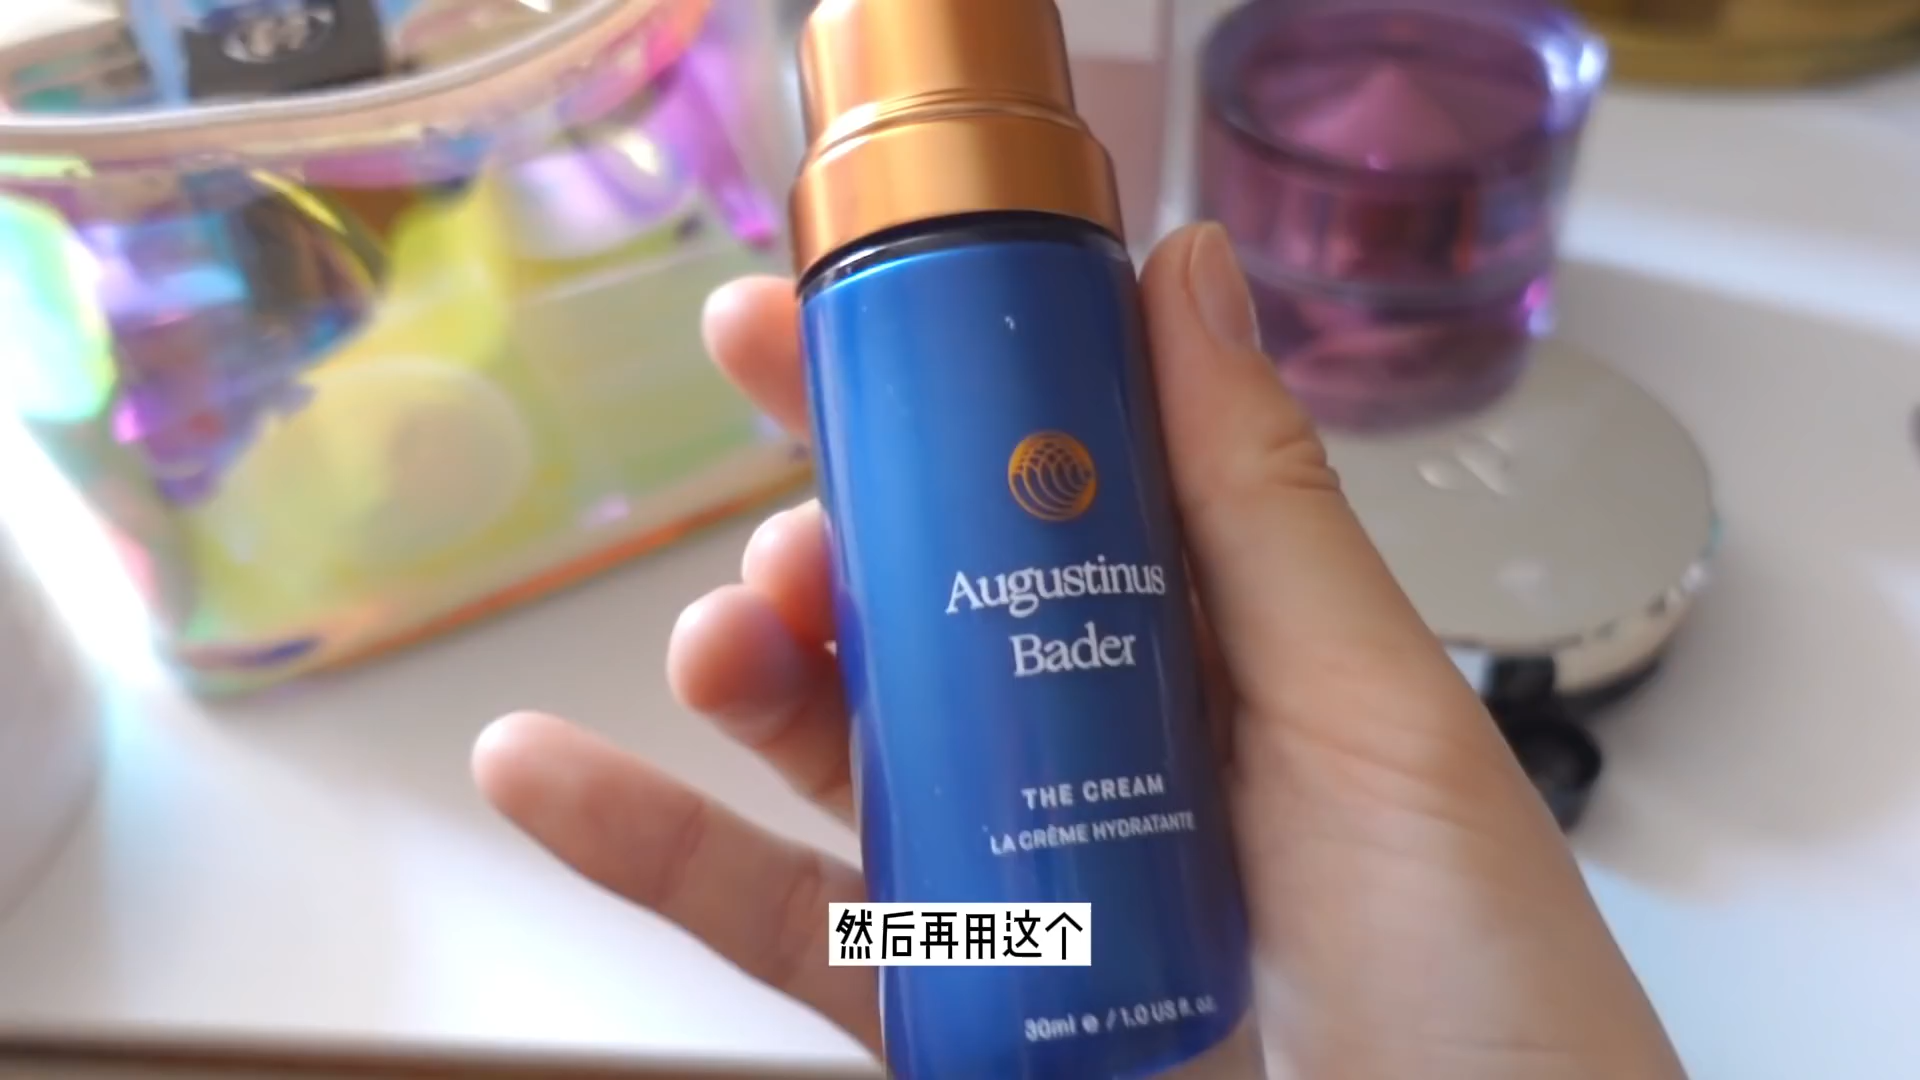 Augustinus
Bader
THE CREAM
LA CRÈME HYDRATANTE
然后再用这个
30ml e / 1.0 US fl. oz.